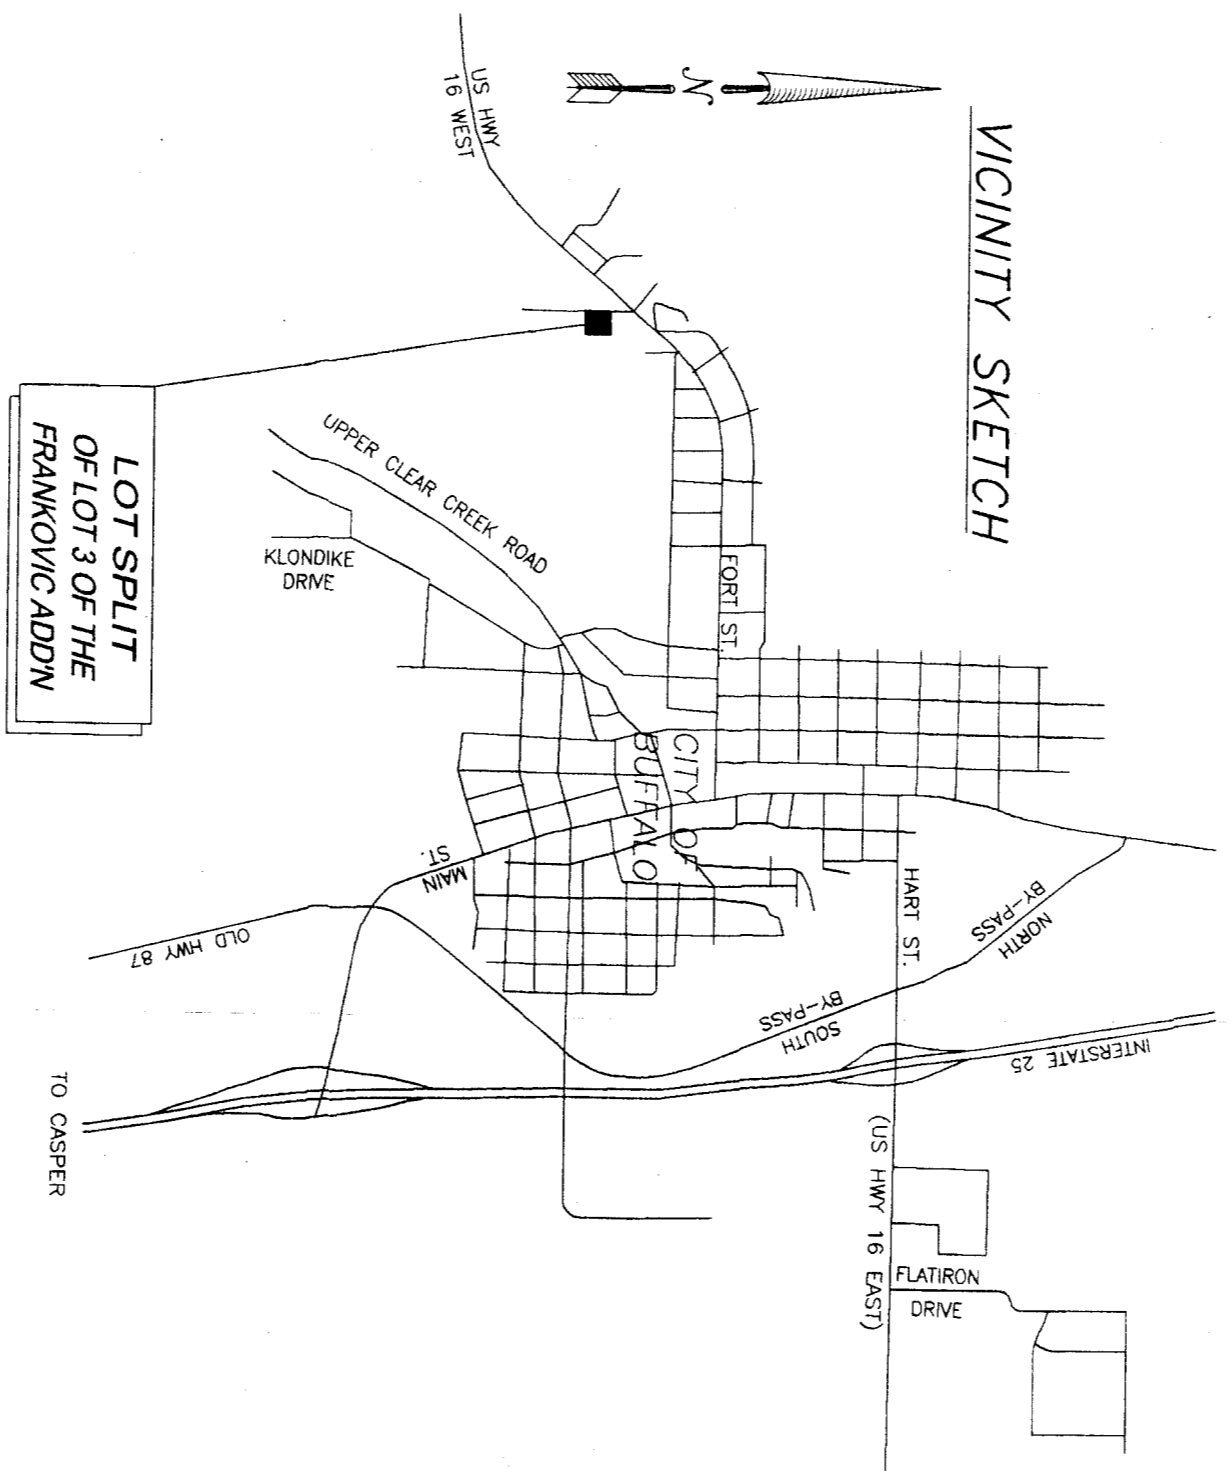 VICINITY SKETCH
N
US HWY
16 WEST
FORT ST.
UPPER CLEAR CREEK ROAD
KLONDIKE
DRIVE
LOT SPLIT
OF LOT 3 OF THE
FRANKOVIC ADD'N
CITY OF
BUFFALO
MAIN
ST.
OLD HWY 87
HART ST.
NORTH
BY-PASS
SOUTH
BY-PASS
INTERSTATE 25
TO CASPER
(US HWY 16 EAST)
FLATIRON
DRIVE